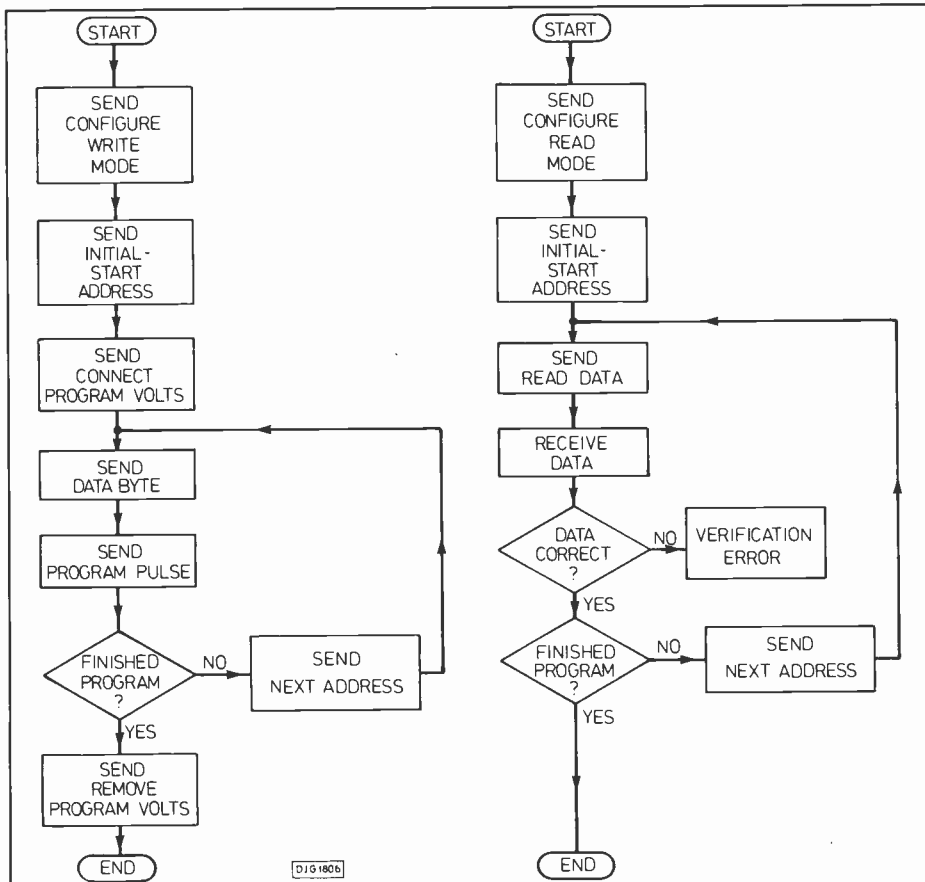 START
SEND
CONFIGURE
WRITE
MODE
SEND
INITIAL-
START
ADDRESS
SEND
CONNECT
PROGRAM VOLTS
SEND
DATA BYTE
SEND
PROGRAM PULSE
FINISHED
PROGRAM
?
NO
SEND
NEXT ADDRESS
YES
SEND
REMOVE
PROGRAM VOLTS
END
START
SEND
CONFIGURE
READ
MODE
SEND
INITIAL-
START
ADDRESS
SEND
READ DATA
RECEIVE
DATA
DATA
CORRECT
?
NO
VERIFICATION
ERROR
YES
FINISHED
PROGRAM
?
NO
SEND
NEXT ADDRESS
YES
END